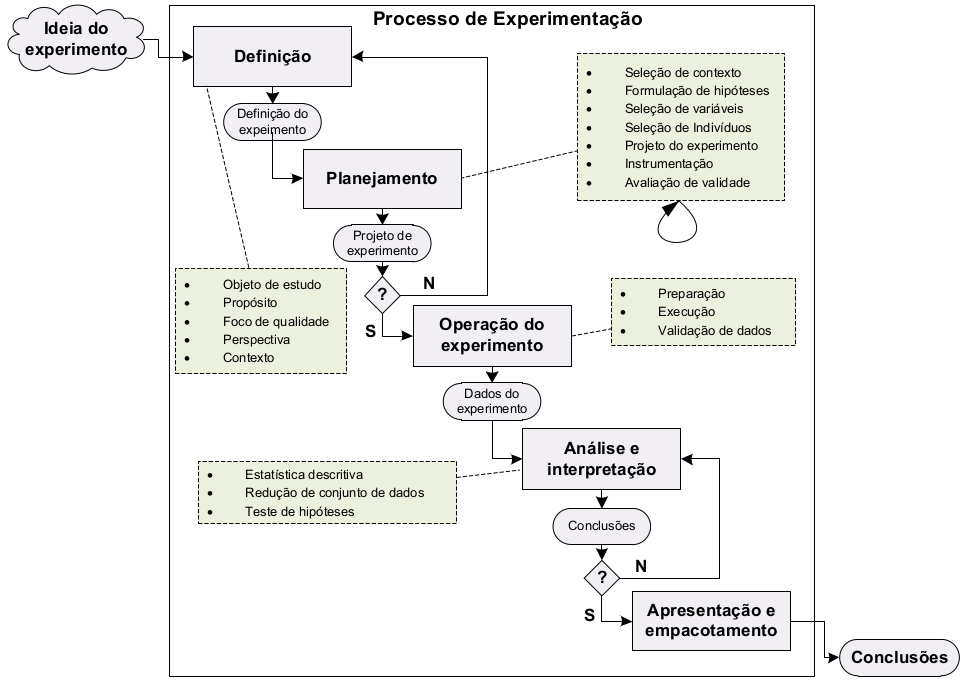 Processo de Experimentação
Ideia do
experimento
Definição
Definição do
expeimento
Planejamento
• Seleção de contexto
• Formulação de hipóteses
• Seleção de variáveis
• Seleção de Indivíduos
• Projeto do experimento
• Instrumentação
• Avaliação de validade
Projeto de
experimento
?
N
S
• Objeto de estudo
• Propósito
• Foco de qualidade
• Perspectiva
• Contexto
Operação do
experimento
• Preparação
• Execução
• Validação de dados
Dados do
experimento
Análise e
interpretação
• Estatística descritiva
• Redução de conjunto de dados
• Teste de hipóteses
Conclusões
?
N
S
Apresentação e
empacotamento
Conclusões